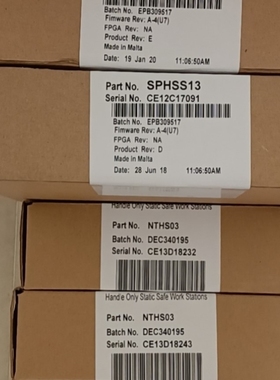 Batch No. EPB309517
Fimware Rev: A-4(U7)
FPGA Rev: NA
Product Rev: E
Made in Malta
Date: 19 Jan 20 11:06:50AM
Part No. SPHSS13
Serial No. CE12C17091
Batch No. EPB309517
Fimware Rev: A-4(U7)
FPGA Rev: NA
Product Rev: D
Made in Malta
Date: 28 Jun 18 11:06:50AM
Handle Only Static Safe Work Stations
Part No: NTHS03
Batch No: DEC340195
Serial No: CE13D18232
Handle Only Static Safe Work Stations
Part No: NTHS03
Batch No: DEC340195
Serial No: CE13D18243